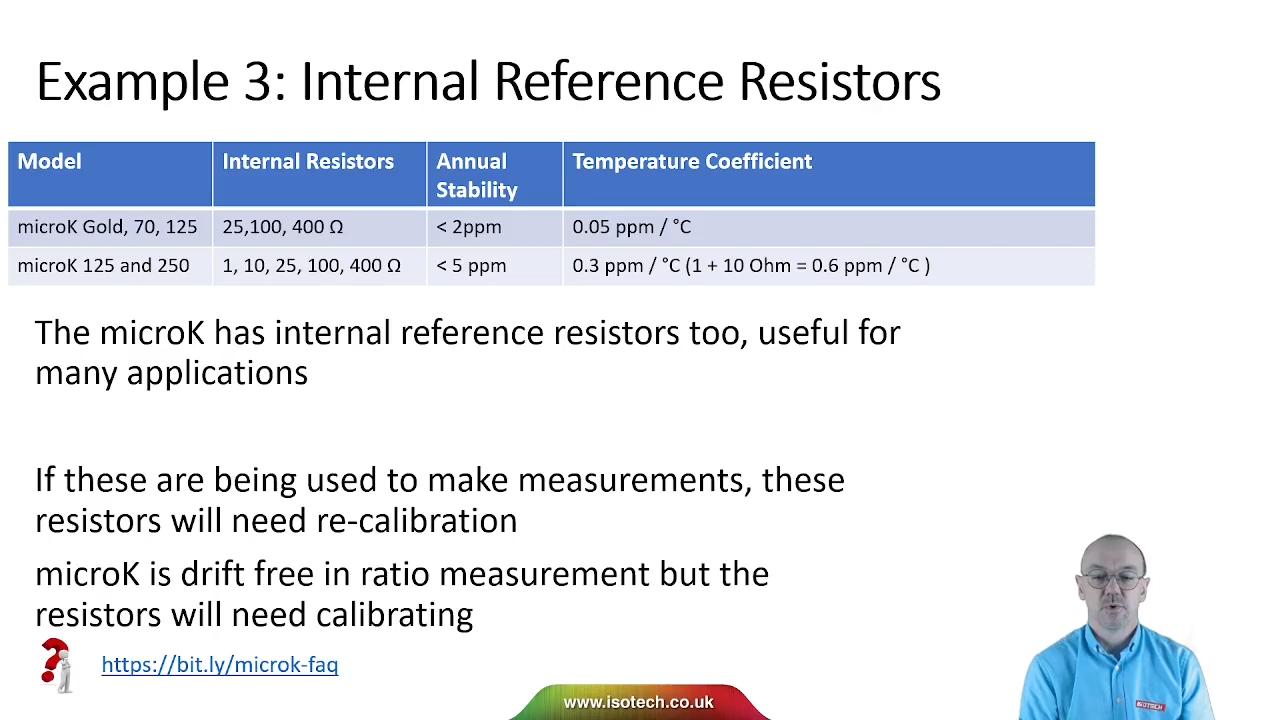 Example 3: Internal Reference Resistors
Model
Internal Resistors
Annual
Stability
Temperature Coefficient
microK Gold, 70, 125
25,100, 400 Ω
< 2ppm
0.05 ppm / °C
microK 125 and 250
1, 10, 25, 100, 400 Ω
< 5 ppm
0.3 ppm / °C (1 + 10 Ohm = 0.6 ppm / °C )
The microK has internal reference resistors too, useful for
many applications
If these are being used to make measurements, these
resistors will need re-calibration
microK is drift free in ratio measurement but the
resistors will need calibrating
https://bit.ly/microk-faq
www.isotech.co.uk
ISOTECH